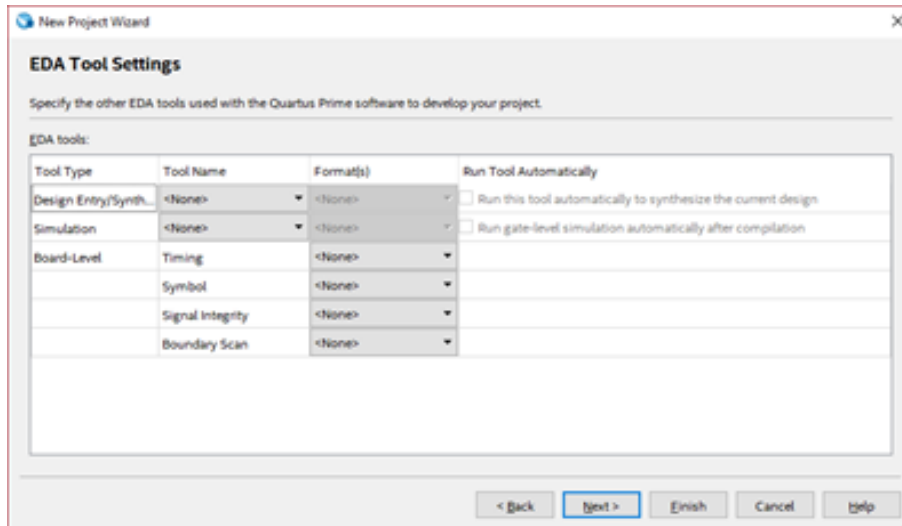 New Project Wizard
EDA Tool Settings
Specify the other EDA tools used with the Quartus Prime software to develop your project.
EDA tools:
Tool Type Tool Name Format(s) Run Tool Automatically
Design Entry/Synth... <None> <None> Run this tool automatically to synthesize the current design
Simulation <None> <None> Run gate-level simulation automatically after compilation
Board-Level Timing <None>
Symbol <None>
Signal Integrity <None>
Boundary Scan <None>
< Back Next > Finish Cancel Help